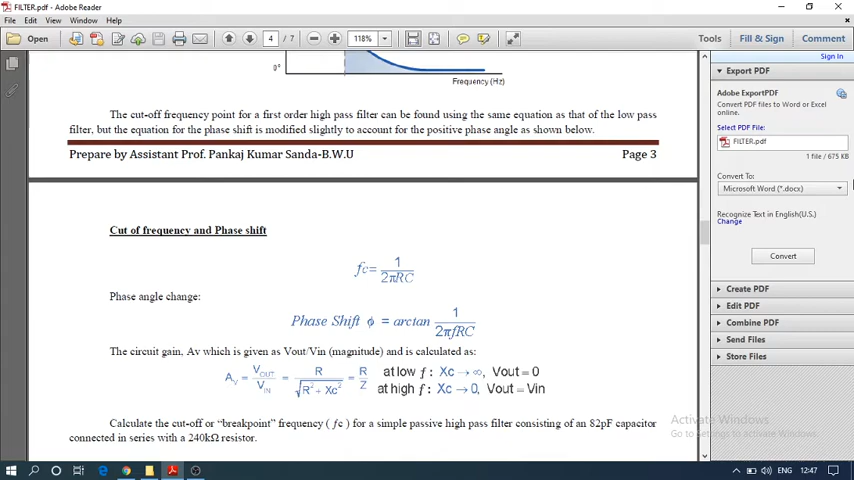 FILTER.pdf - Adobe Reader
File Edit View Window Help
Open 4 / 7 118% Tools Fill & Sign Comment
Sign In
0°
Frequency (Hz)
The cut-off frequency point for a first order high pass filter can be found using the same equation as that of the low pass
filter, but the equation for the phase shift is modified slightly to account for the positive phase angle as shown below.
Prepare by Assistant Prof. Pankaj Kumar Sanda-B.W.U Page 3
Cut of frequency and Phase shift
fc = 1 / 2πRC
Phase angle change:
Phase Shift ϕ = arctan 1 / 2πfRC
The circuit gain, Av which is given as Vout/Vin (magnitude) and is calculated as:
A_V = V_OUT / V_IN = R / √(R² + Xc²) = R / Z
at low ƒ: Xc → ∞, Vout = 0
at high ƒ: Xc → 0, Vout = Vin
Calculate the cut-off or “breakpoint” frequency ( ƒc ) for a simple passive high pass filter consisting of an 82pF capacitor
connected in series with a 240kΩ resistor.
Export PDF
Adobe ExportPDF
Convert PDF files to Word or Excel
online.
Select PDF File:
FILTER.pdf
1 file / 675 KB
Convert To:
Microsoft Word (*.docx)
Recognize Text in English(U.S.)
Change
Convert
Create PDF
Edit PDF
Combine PDF
Send Files
Store Files
Activate Windows
Go to Settings to activate Windows.
ENG 12:47